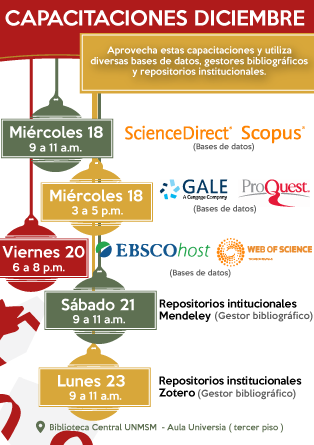 CAPACITACIONES DICIEMBRE
Aprovecha estas capacitaciones y utiliza
diversas bases de datos, gestores bibliográficos
y repositorios institucionales.
Miércoles 18
9 a 11 a.m.
ScienceDirect® Scopus®
(Bases de datos)
Miércoles 18
3 a 5 p.m.
GALE
A Cengage Company
ProQuest.
(Bases de datos)
Viernes 20
6 a 8 p.m.
EBSCOhost
WEB OF SCIENCE
(Bases de datos)
Sábado 21
9 a 11 a.m.
Repositorios intitucionales
Mendeley (Gestor bibliográfico)
Lunes 23
9 a 11 a.m.
Repositorios institucionales
Zotero (Gestor bibliográfico)
Biblioteca Central UNMSM - Aula Universia ( tercer piso )